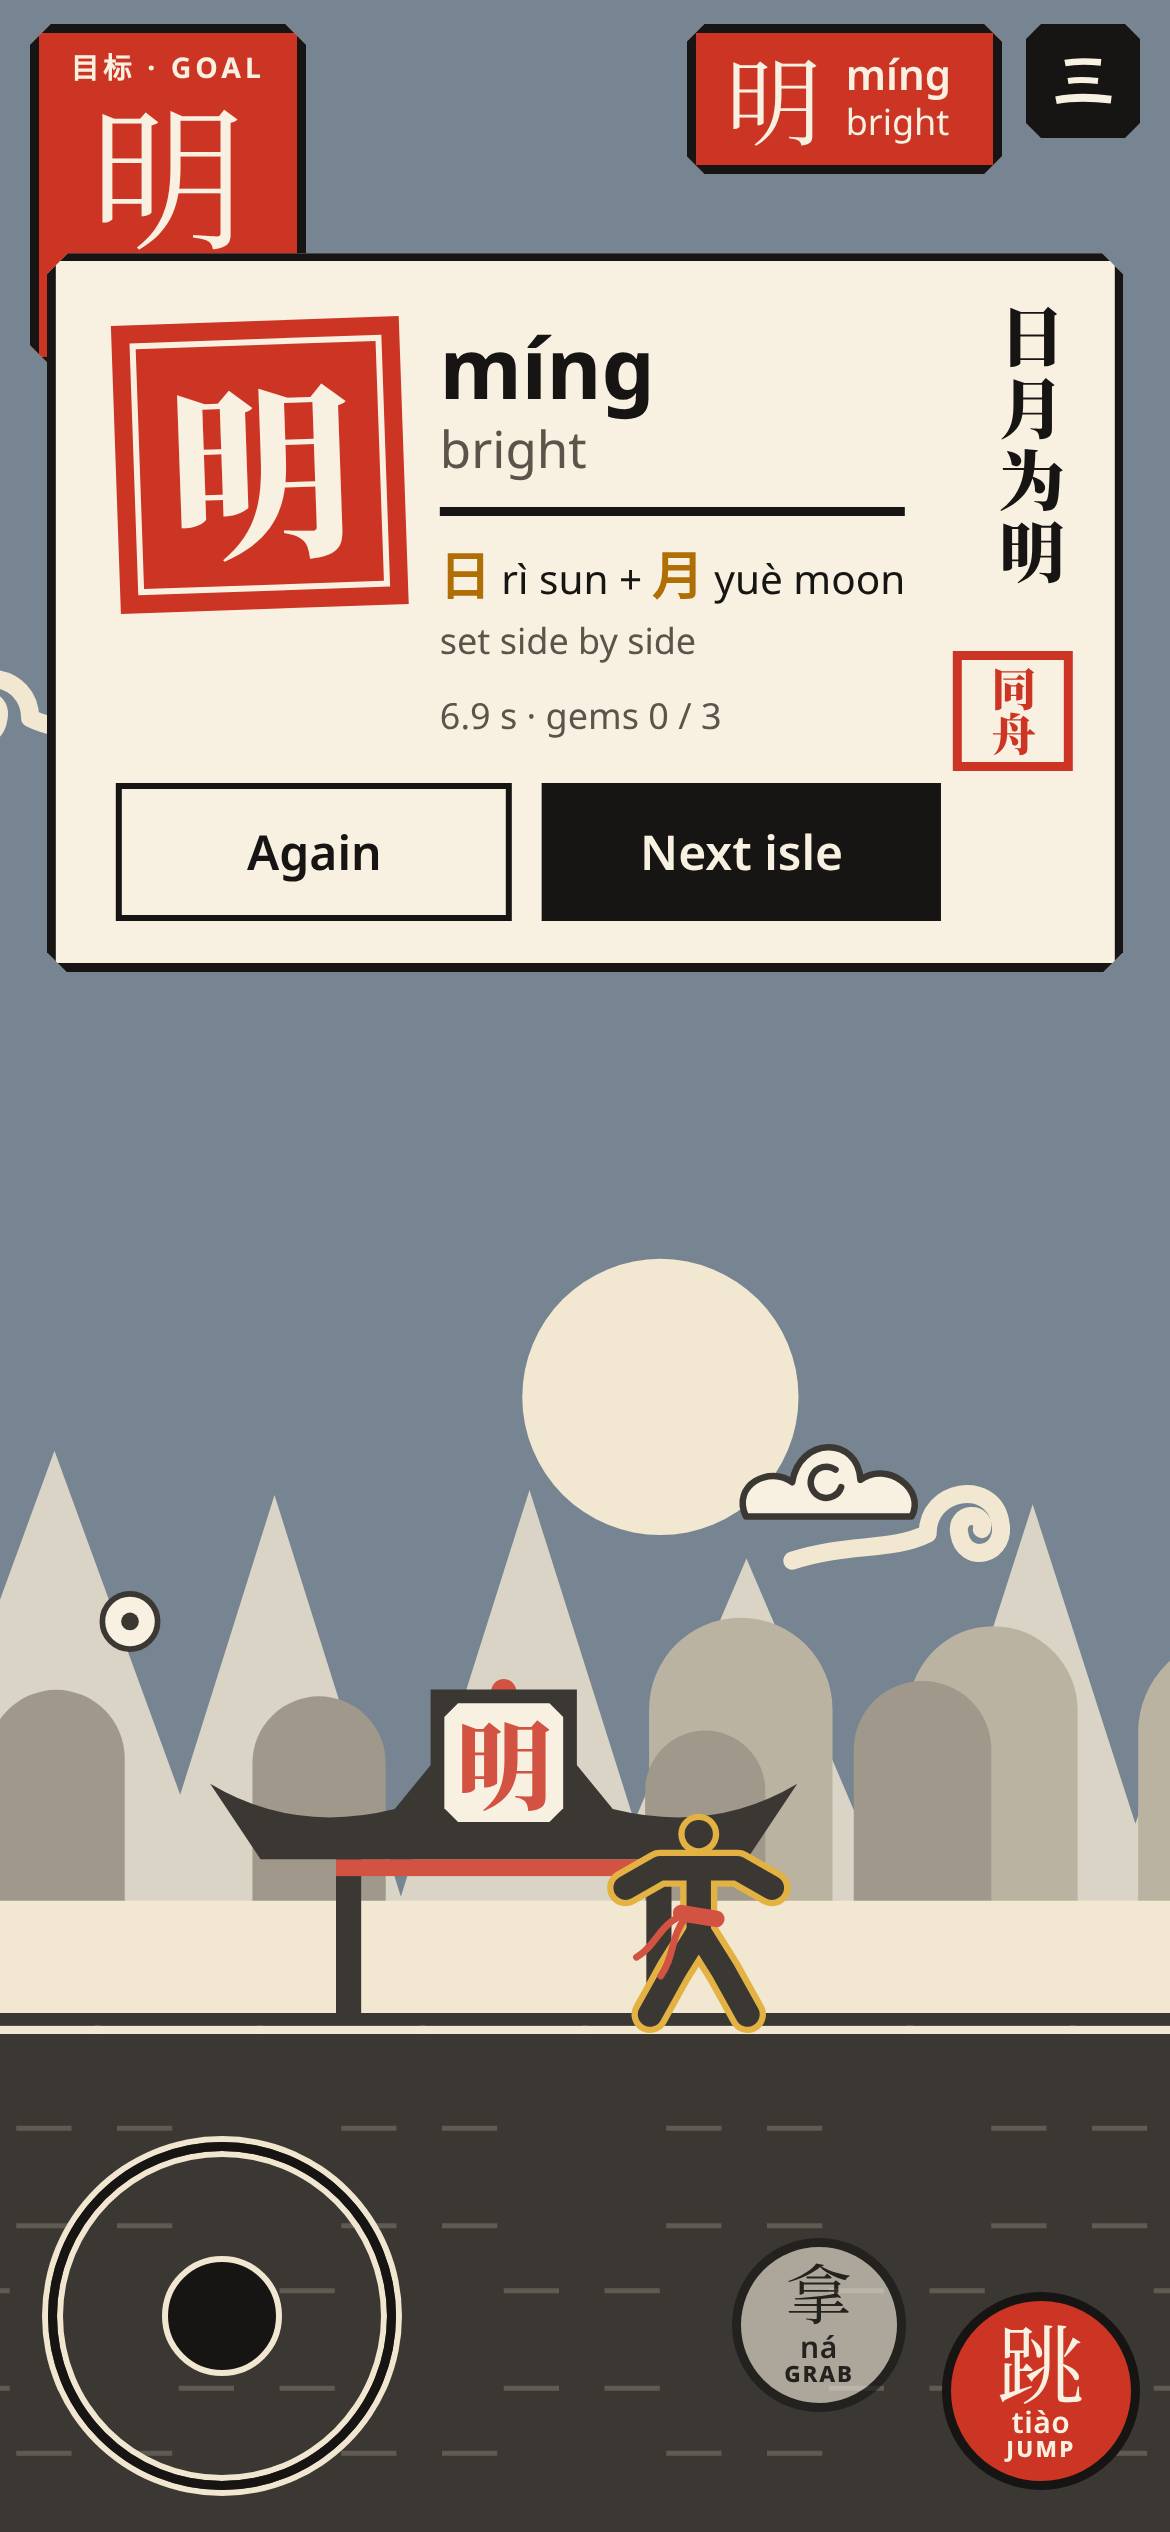 目标 · GOAL
明
明
míng
bright
三
明
míng
bright
日 rì sun + 月 yuè moon
set side by side
6.9 s · gems 0 / 3
日月为明
同舟
Again
Next isle
明
拿
ná
GRAB
跳
tiào
JUMP